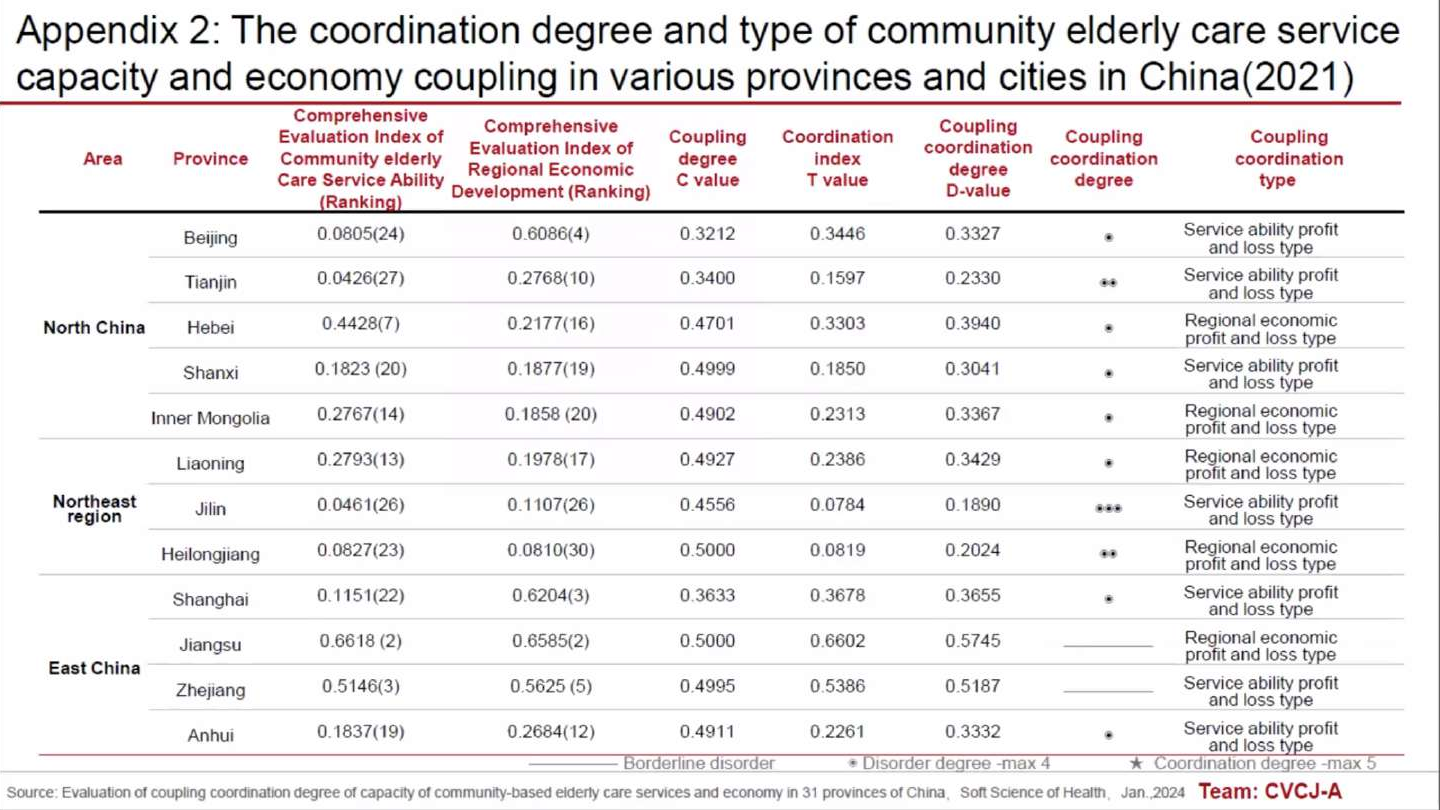 Appendix 2: The coordination degree and type of community elderly care service
capacity and economy coupling in various provinces and cities in China(2021)
Area Province Comprehensive Evaluation Index of Community elderly Care Service Ability (Ranking) Comprehensive Evaluation Index of Regional Economic Development (Ranking) Coupling degree C value Coordination index T value Coupling coordination degree D-value Coupling coordination degree Coupling coordination type
North China
Beijing 0.0805(24) 0.6086(4) 0.3212 0.3446 0.3327 Service ability profit and loss type
Tianjin 0.0426(27) 0.2768(10) 0.3400 0.1597 0.2330 Service ability profit and loss type
Hebei 0.4428(7) 0.2177(16) 0.4701 0.3303 0.3940 Regional economic profit and loss type
Shanxi 0.1823 (20) 0.1877(19) 0.4999 0.1850 0.3041 Service ability profit and loss type
Inner Mongolia 0.2767(14) 0.1858 (20) 0.4902 0.2313 0.3367 Regional economic profit and loss type
Northeast region
Liaoning 0.2793(13) 0.1978(17) 0.4927 0.2386 0.3429 Regional economic profit and loss type
Jilin 0.0461(26) 0.1107(26) 0.4556 0.0784 0.1890 Service ability profit and loss type
Heilongjiang 0.0827(23) 0.0810(30) 0.5000 0.0819 0.2024 Regional economic profit and loss type
East China
Shanghai 0.1151(22) 0.6204(3) 0.3633 0.3678 0.3655 Service ability profit and loss type
Jiangsu 0.6618 (2) 0.6585(2) 0.5000 0.6602 0.5745 Regional economic profit and loss type
Zhejiang 0.5146(3) 0.5625 (5) 0.4995 0.5386 0.5187 Service ability profit and loss type
Anhui 0.1837(19) 0.2684(12) 0.4911 0.2261 0.3332 Service ability profit and loss type
Borderline disorder Disorder degree -max 4 ★ Coordination degree -max 5
Source: Evaluation of coupling coordination degree of capacity of community-based elderly care services and economy in 31 provinces of China, Soft Science of Health, Jan.,2024 Team: CVCJ-A